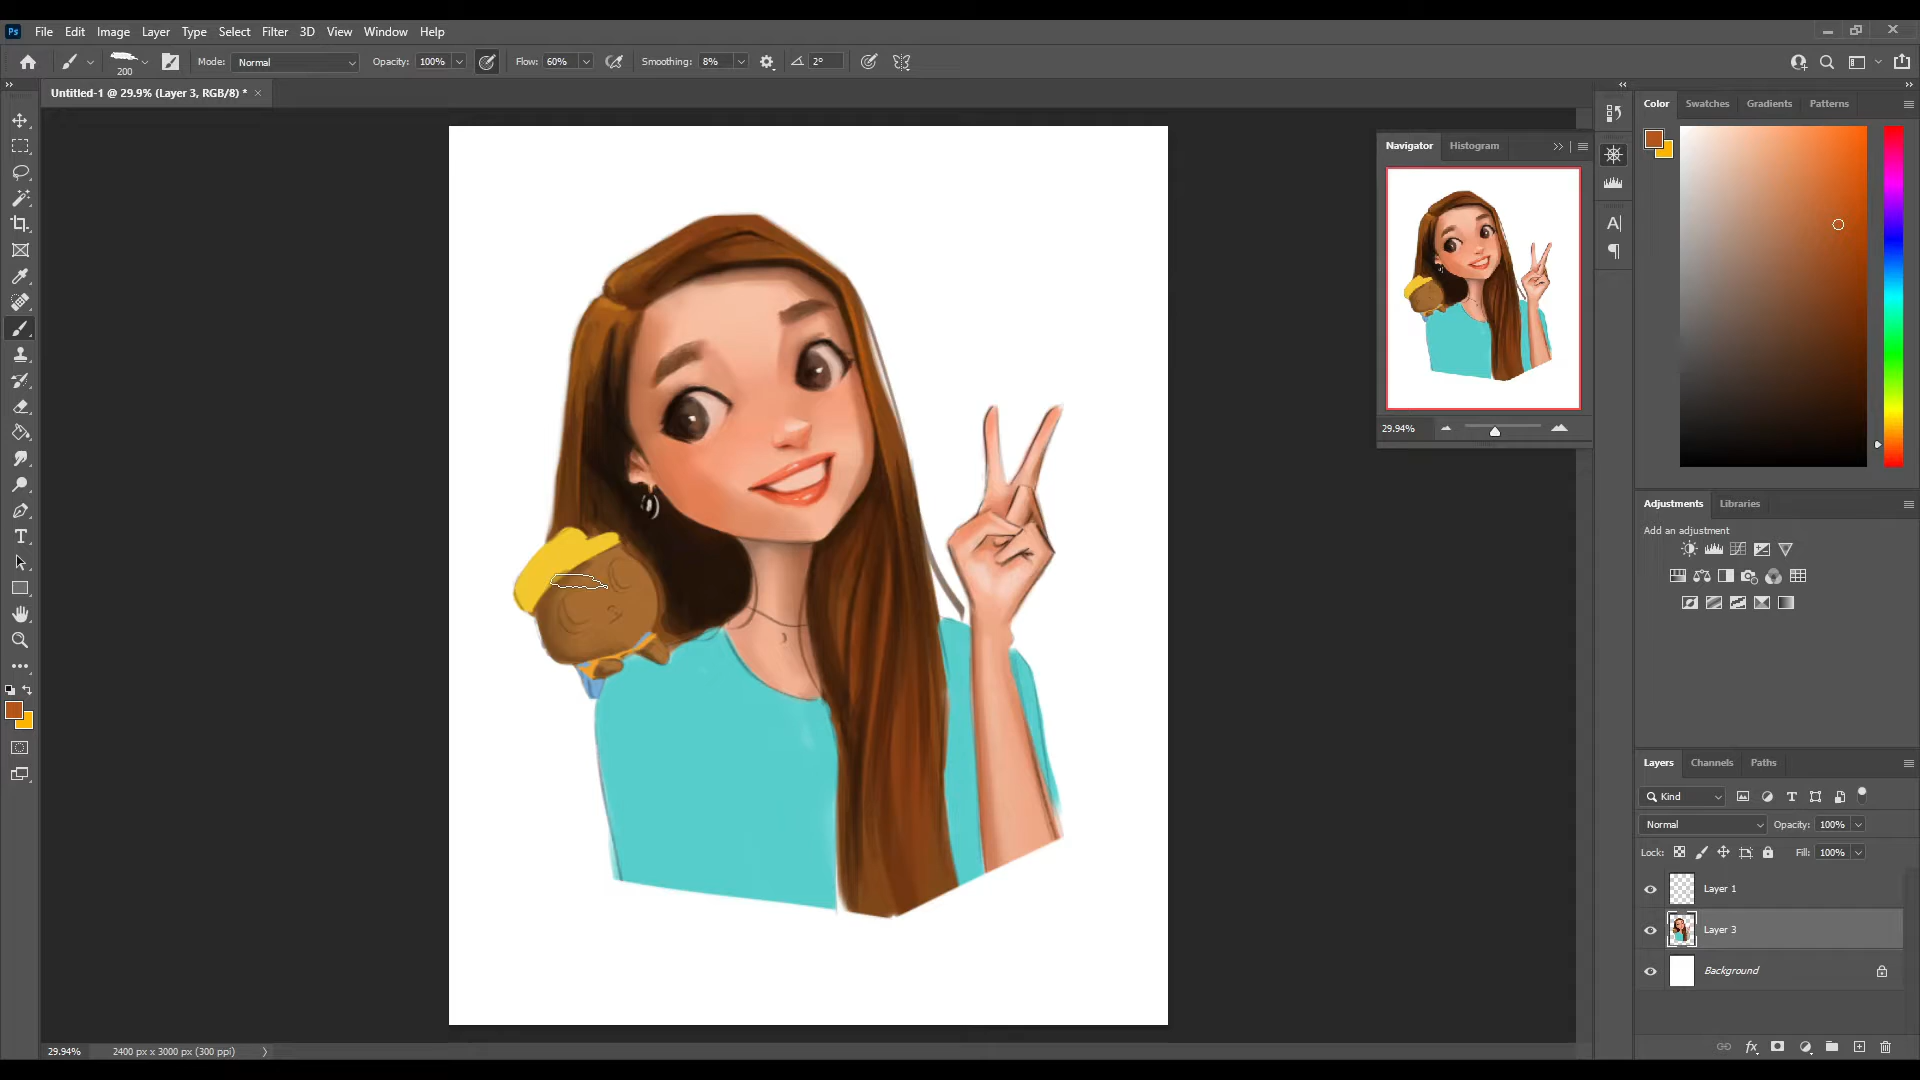 Ps File Edit Image Layer Type Select Filter 3D View Window Help
200 Mode: Normal Opacity: 100% Flow: 60% Smoothing: 8% 2°
Untitled-1 @ 29.9% (Layer 3, RGB/8) *
Navigator Histogram
29.94%
Color Swatches Gradients Patterns
Adjustments Libraries
Add an adjustment
Layers Channels Paths
Kind
Normal Opacity: 100%
Lock: Fill: 100%
Layer 1
Layer 3
Background
29.94% 2400 px x 3000 px (300 ppi)